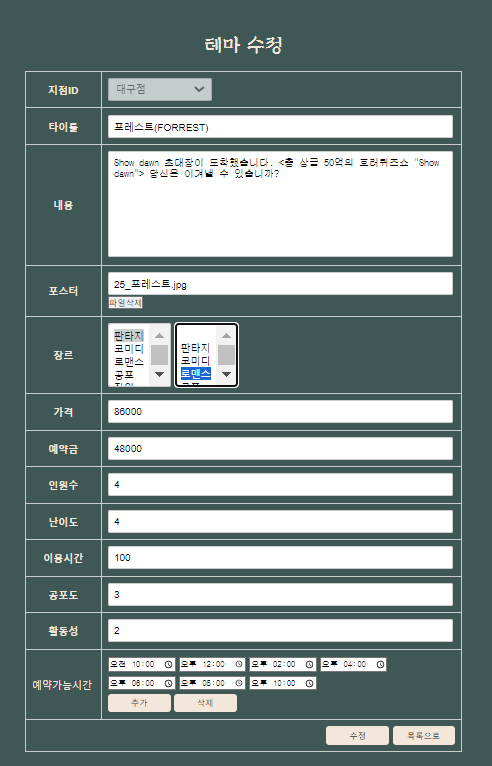 테마 수정
지점ID 대구점
타이틀 포레스트(FORREST)
내용
Show dawn 초대장이 도착했습니다. <총 상금 50억의 호러퀴즈쇼 "Show
dawn"> 당신은 이겨낼 수 있습니까?
포스터 25_포레스트.jpg
파일삭제
장르
판타지
코미디
로맨스
공포
판타지
코미디
로맨스
가격 86000
예약금 48000
인원수 4
난이도 4
이용시간 100
공포도 3
활동성 2
예약가능시간
오전 10:00 오후 12:00 오후 02:00 오후 04:00
오후 06:00 오후 08:00 오후 10:00
추가 삭제
수정 목록으로